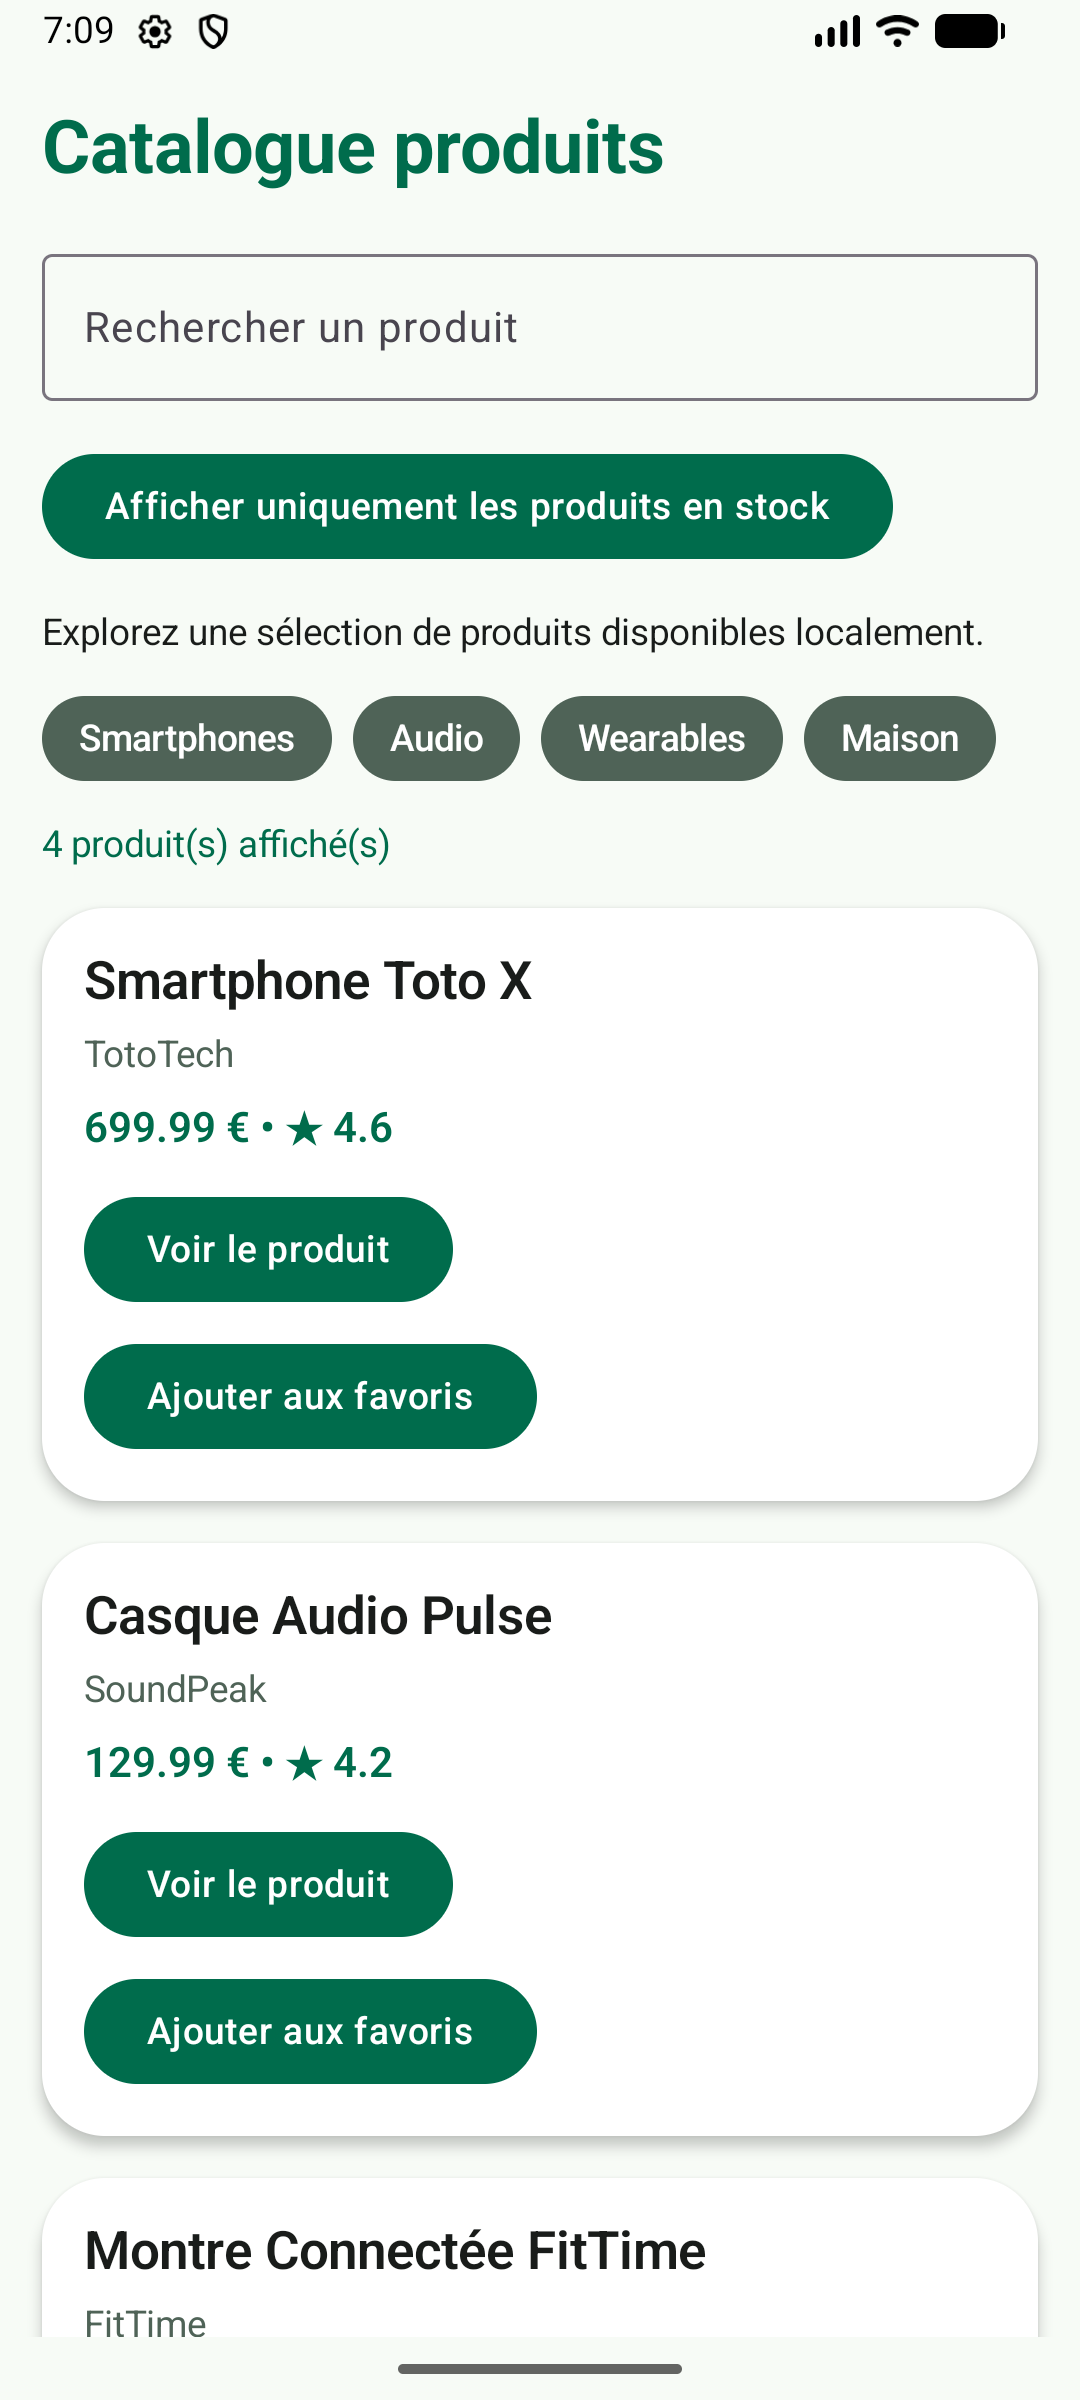 7:09
Catalogue produits
Rechercher un produit
Afficher uniquement les produits en stock
Explorez une sélection de produits disponibles localement.
Smartphones Audio Wearables Maison
4 produit(s) affiché(s)
Smartphone Toto X
TotoTech
699.99 € • ★ 4.6
Voir le produit
Ajouter aux favoris
Casque Audio Pulse
SoundPeak
129.99 € • ★ 4.2
Voir le produit
Ajouter aux favoris
Montre Connectée FitTime
FitTime